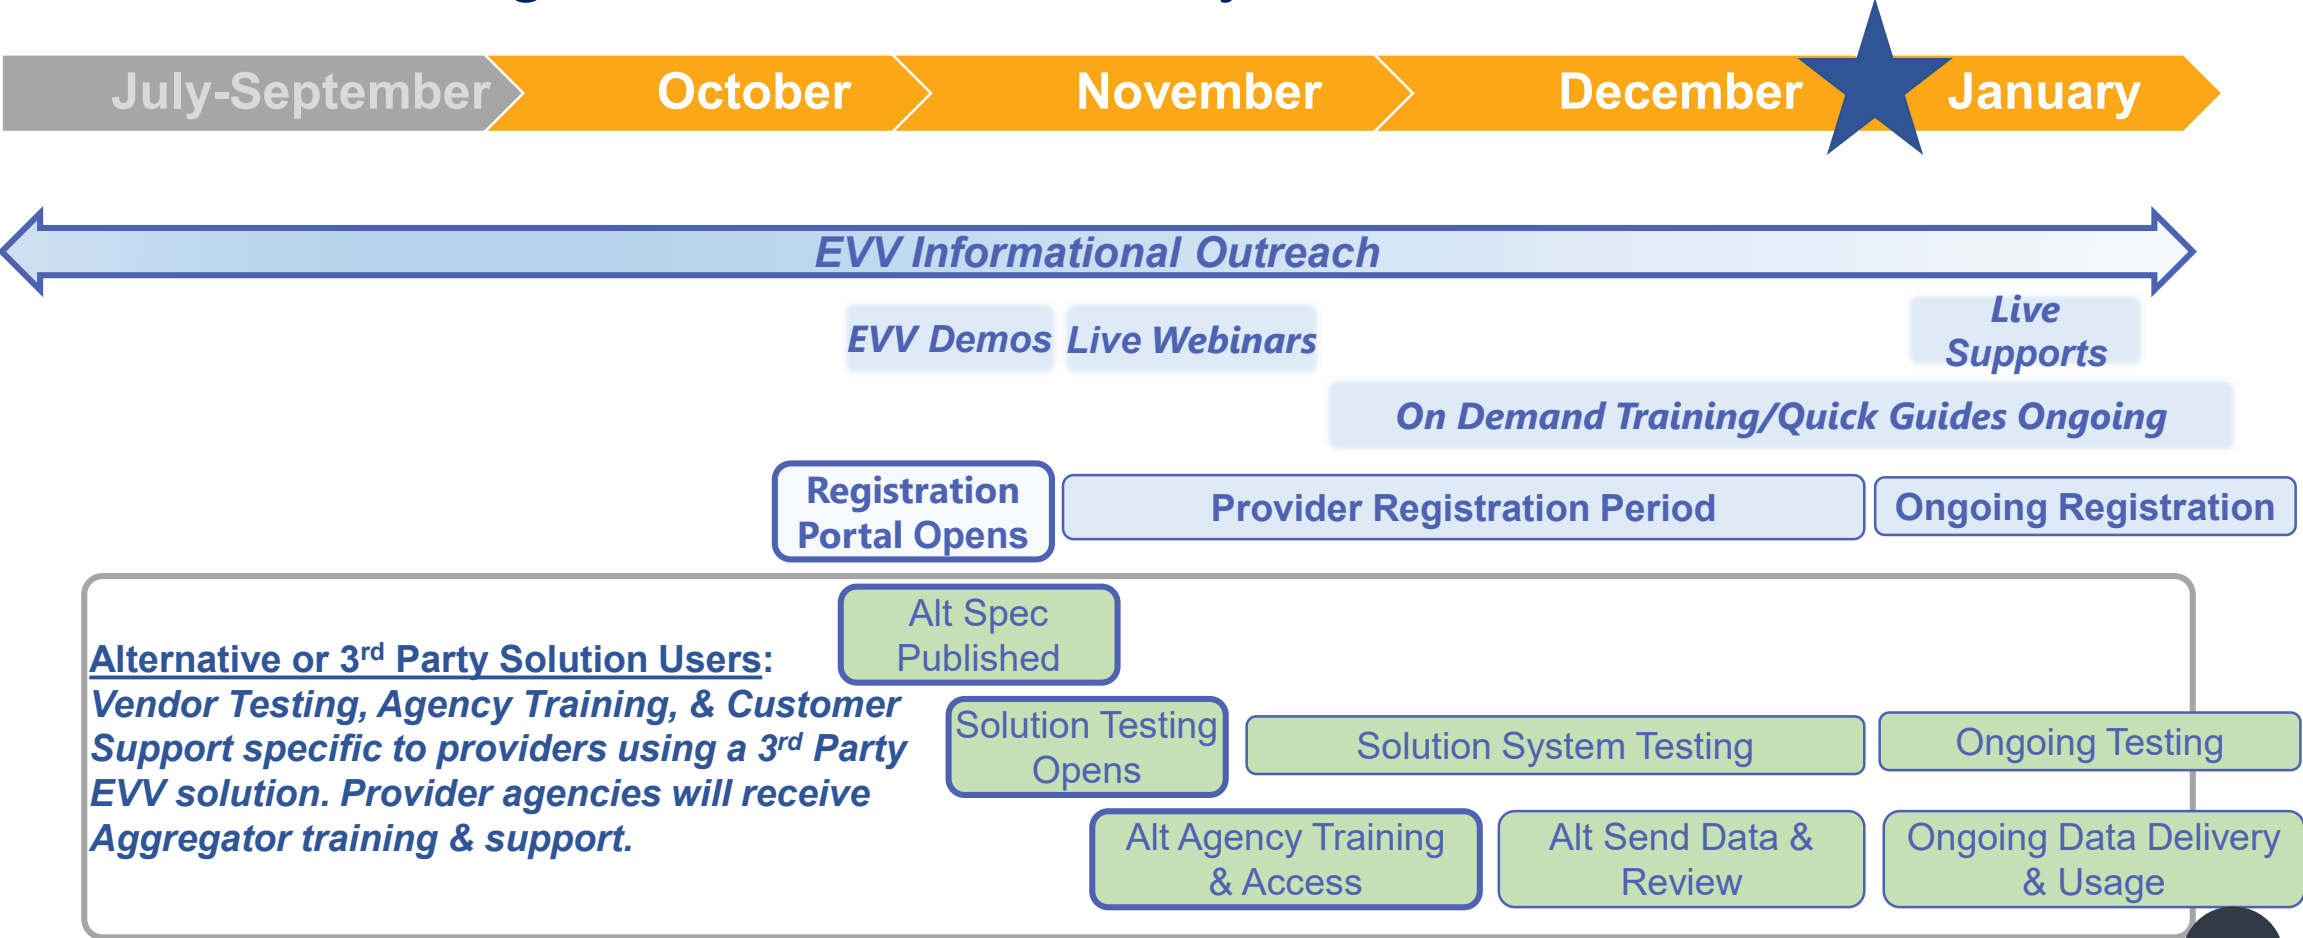 July-September
October
November
December
January
EVV Informational Outreach
EVV Demos
Live Webinars
Live
Supports
On Demand Training/Quick Guides Ongoing
Registration
Portal Opens
Provider Registration Period
Ongoing Registration
Alt Spec
Published
Alternative or 3rd Party Solution Users:
Vendor Testing, Agency Training, & Customer
Support specific to providers using a 3rd Party
EVV solution. Provider agencies will receive
Aggregator training & support.
Solution Testing
Opens
Solution System Testing
Ongoing Testing
Alt Agency Training
& Access
Alt Send Data &
Review
Ongoing Data Delivery
& Usage